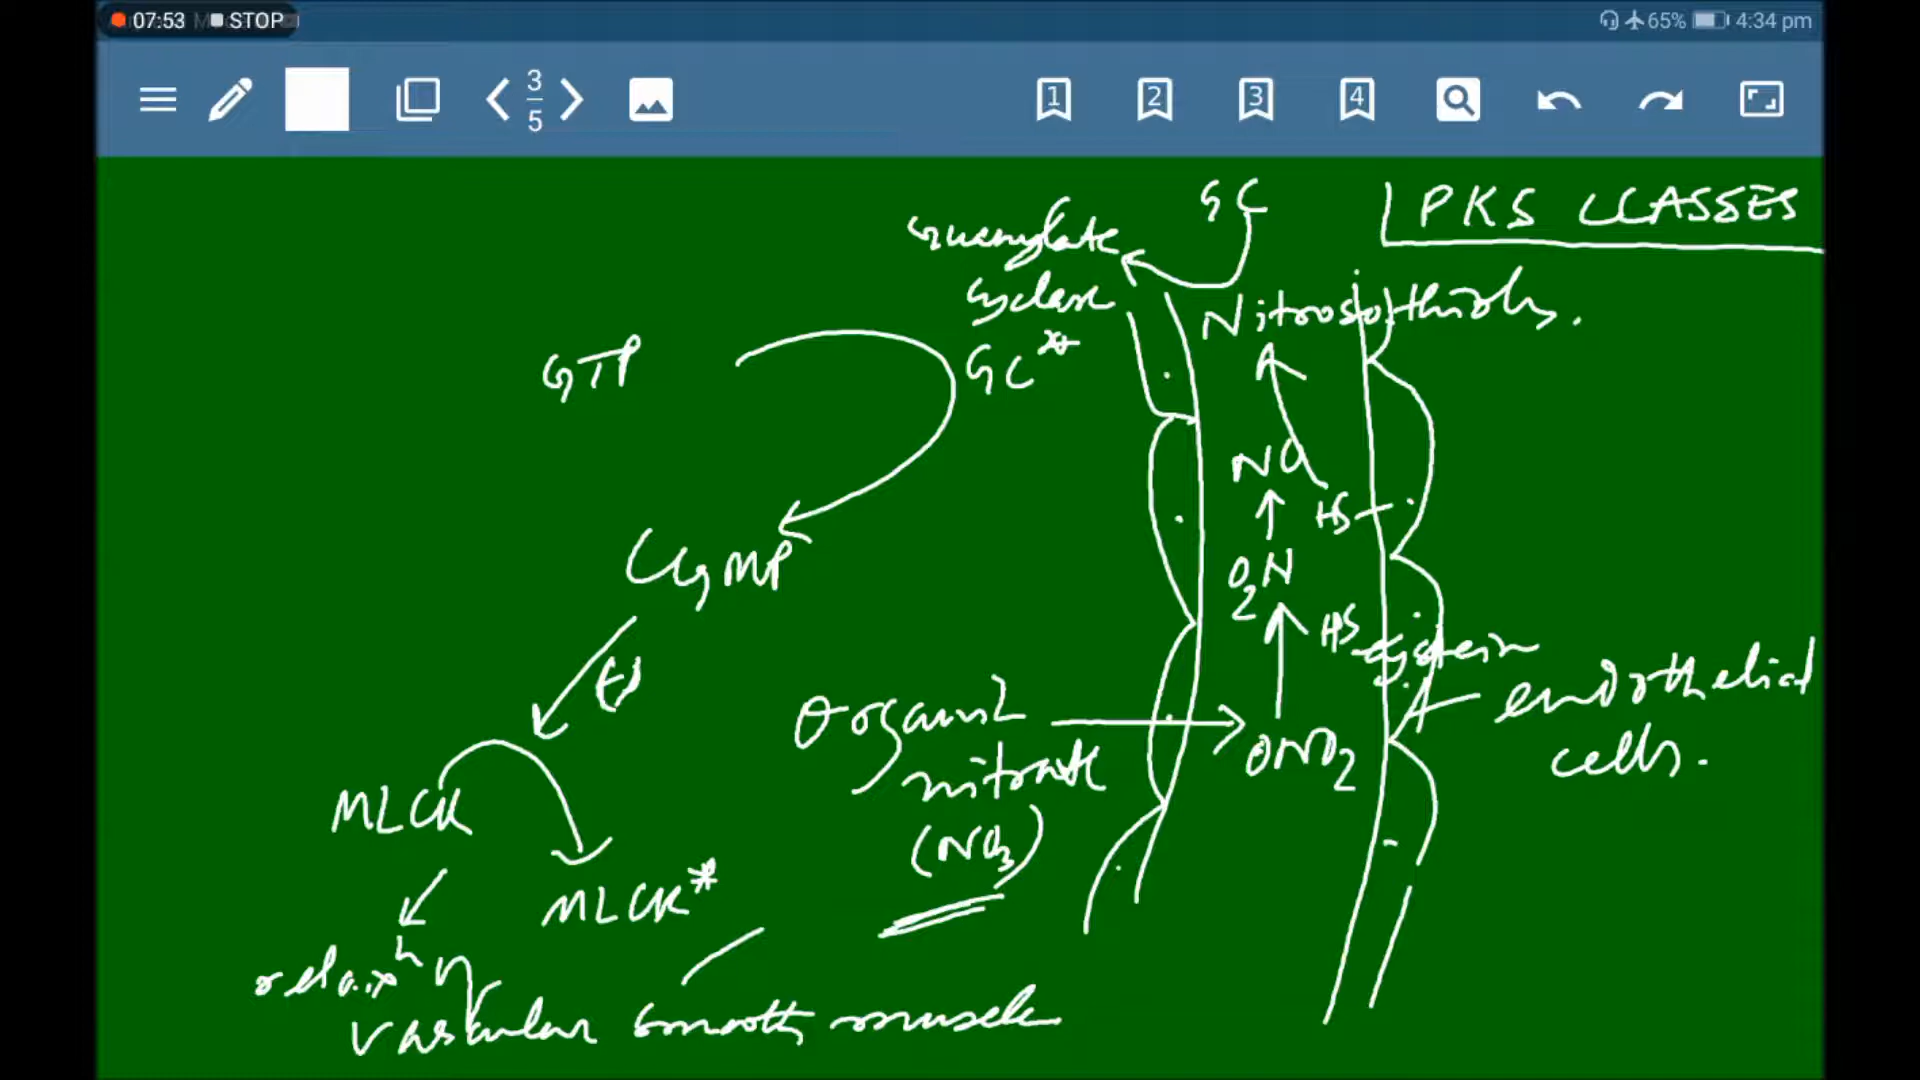 07:53 STOP
65% 4:34 pm
3
5
1 2 3 4
GC
PKS CLASSES
Guanylate
cyclase
GC*
Nitrosothiols.
GTP
NO
HS-
CGMP
O2N
HS
cystein
endothelial
cells.
Organic
nitrate
(NO3)
ONO2
MLCK
MLCK*
relaxn of
vascular smooth muscle